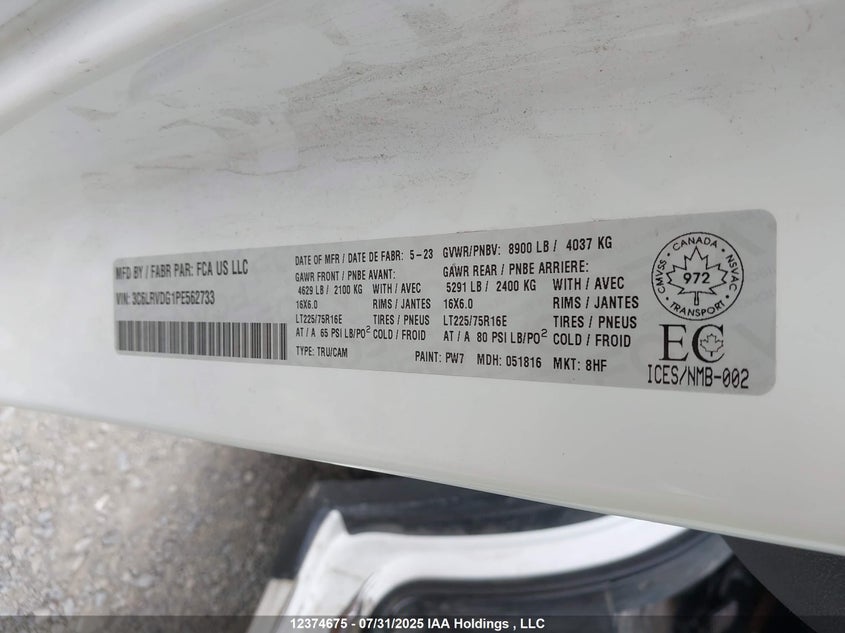 MFD BY / FABR PAR: FCA US LLC
VIN: 3C6LRVDG1PE562733
DATE OF MFR / DATE DE FABR: 5-23
GVWR/PNBV: 8900 LB / 4037 KG
GAWR FRONT / PNBE AVANT:
GAWR REAR / PNBE ARRIERE:
4629 LB / 2100 KG WITH / AVEC
5291 LB / 2400 KG WITH / AVEC
16X6.0 RIMS / JANTES
16X6.0 RIMS / JANTES
LT225/75R16E TIRES / PNEUS
LT225/75R16E TIRES / PNEUS
AT / A 65 PSI LB/PO² COLD / FROID
AT / A 80 PSI LB/PO² COLD / FROID
TYPE: TRU/CAM PAINT: PW7 MDH: 051816 MKT: 8HF
CANADA
CMVSS 972 NSVAC
TRANSPORT
EC
ICES/NMB-002
12374675 - 07/31/2025 IAA Holdings , LLC